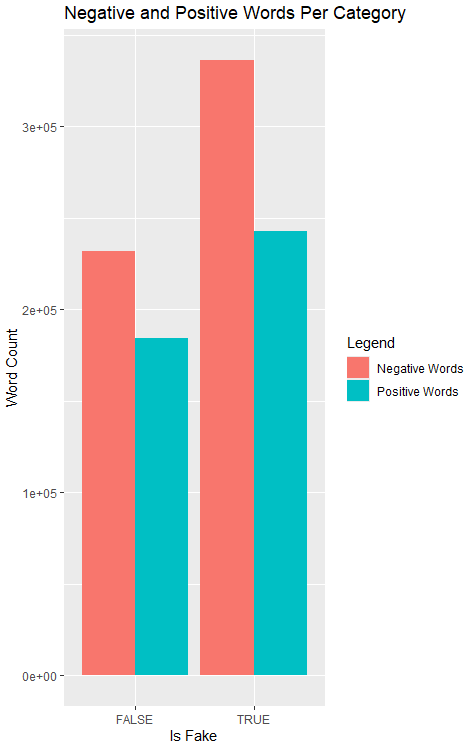 Negative and Positive Words Per Category
3e+05
2e+05
1e+05
0e+00
Word Count
FALSE
TRUE
Is Fake
Legend
Negative Words
Positive Words